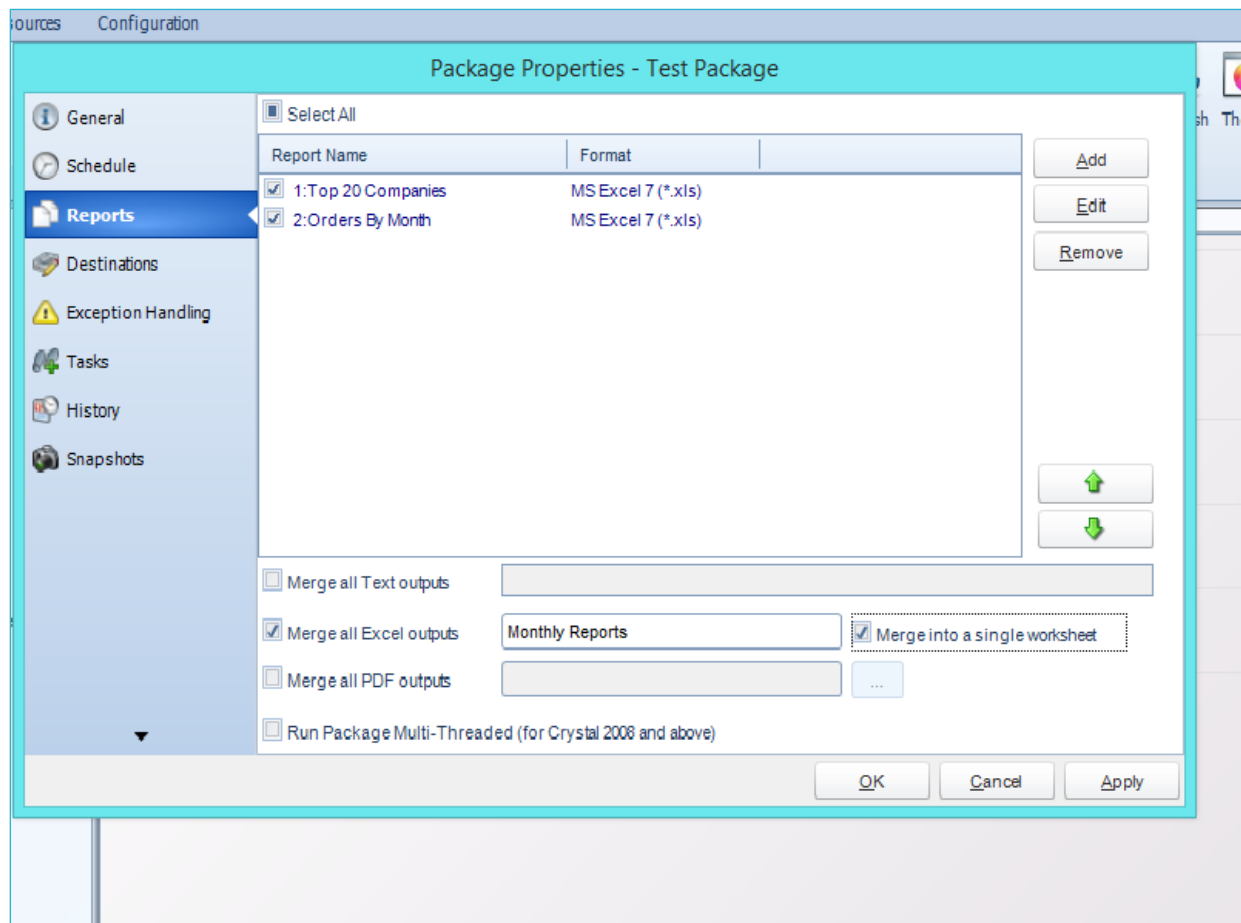 Configuration
Package Properties - Test Package
General
Schedule
Reports
Destinations
Exception Handling
Tasks
History
Snapshots
Select All
Report Name Format
1:Top 20 Companies MS Excel 7 (*.xls)
2:Orders By Month MS Excel 7 (*.xls)
Add
Edit
Remove
Merge all Text outputs
Merge all Excel outputs Monthly Reports Merge into a single worksheet
Merge all PDF outputs ...
Run Package Multi-Threaded (for Crystal 2008 and above)
OK Cancel Apply